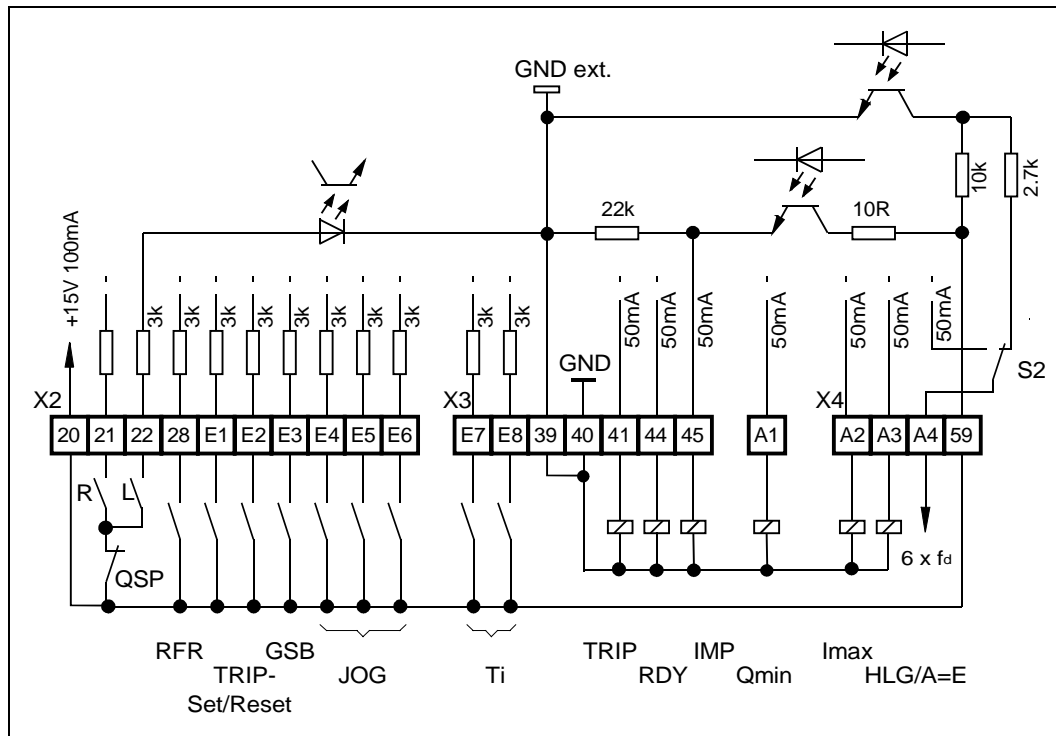 GND ext.
10k
2.7k
22k
10R
+15V 100mA
3k
3k
3k
3k
3k
3k
3k
3k
3k
3k
3k
50mA
50mA
50mA
50mA
50mA
50mA
50mA
GND
S2
X2
X3
X4
20 21 22 28 E1 E2 E3 E4 E5 E6
E7 E8 39 40 41 44 45
A1
A2 A3 A4 59
R L
QSP
6 x fd
RFR GSB TRIP IMP Imax
TRIP- JOG Ti RDY Qmin HLG/A=E
Set/Reset